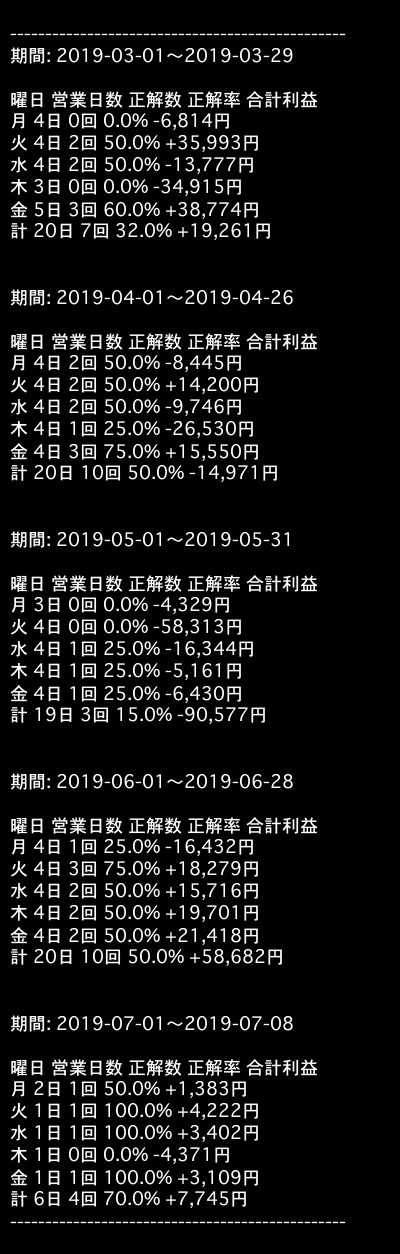 ------------------------------------------------
期間: 2019-03-01～2019-03-29
曜日 営業日数 正解数 正解率 合計利益
月 4日 0回 0.0% -6,814円
火 4日 2回 50.0% +35,993円
水 4日 2回 50.0% -13,777円
木 3日 0回 0.0% -34,915円
金 5日 3回 60.0% +38,774円
計 20日 7回 32.0% +19,261円
期間: 2019-04-01～2019-04-26
曜日 営業日数 正解数 正解率 合計利益
月 4日 2回 50.0% -8,445円
火 4日 2回 50.0% +14,200円
水 4日 2回 50.0% -9,746円
木 4日 1回 25.0% -26,530円
金 4日 3回 75.0% +15,550円
計 20日 10回 50.0% -14,971円
期間: 2019-05-01～2019-05-31
曜日 営業日数 正解数 正解率 合計利益
月 3日 0回 0.0% -4,329円
火 4日 0回 0.0% -58,313円
水 4日 1回 25.0% -16,344円
木 4日 1回 25.0% -5,161円
金 4日 1回 25.0% -6,430円
計 19日 3回 15.0% -90,577円
期間: 2019-06-01～2019-06-28
曜日 営業日数 正解数 正解率 合計利益
月 4日 1回 25.0% -16,432円
火 4日 3回 75.0% +18,279円
水 4日 2回 50.0% +15,716円
木 4日 2回 50.0% +19,701円
金 4日 2回 50.0% +21,418円
計 20日 10回 50.0% +58,682円
期間: 2019-07-01～2019-07-08
曜日 営業日数 正解数 正解率 合計利益
月 2日 1回 50.0% +1,383円
火 1日 1回 100.0% +4,222円
水 1日 1回 100.0% +3,402円
木 1日 0回 0.0% -4,371円
金 1日 1回 100.0% +3,109円
計 6日 4回 70.0% +7,745円
------------------------------------------------